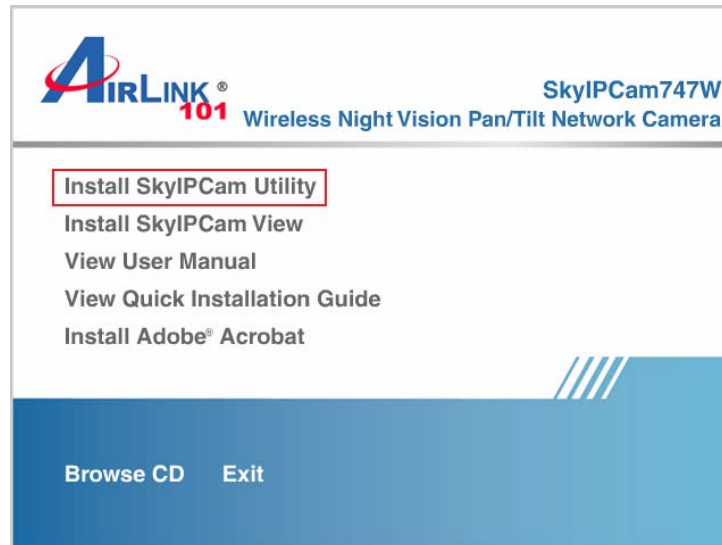 AIRLINK®
101
SkyIPCam747W
Wireless Night Vision Pan/Tilt Network Camera
Install SkyIPCam Utility
Install SkyIPCam View
View User Manual
View Quick Installation Guide
Install Adobe® Acrobat
Browse CD Exit